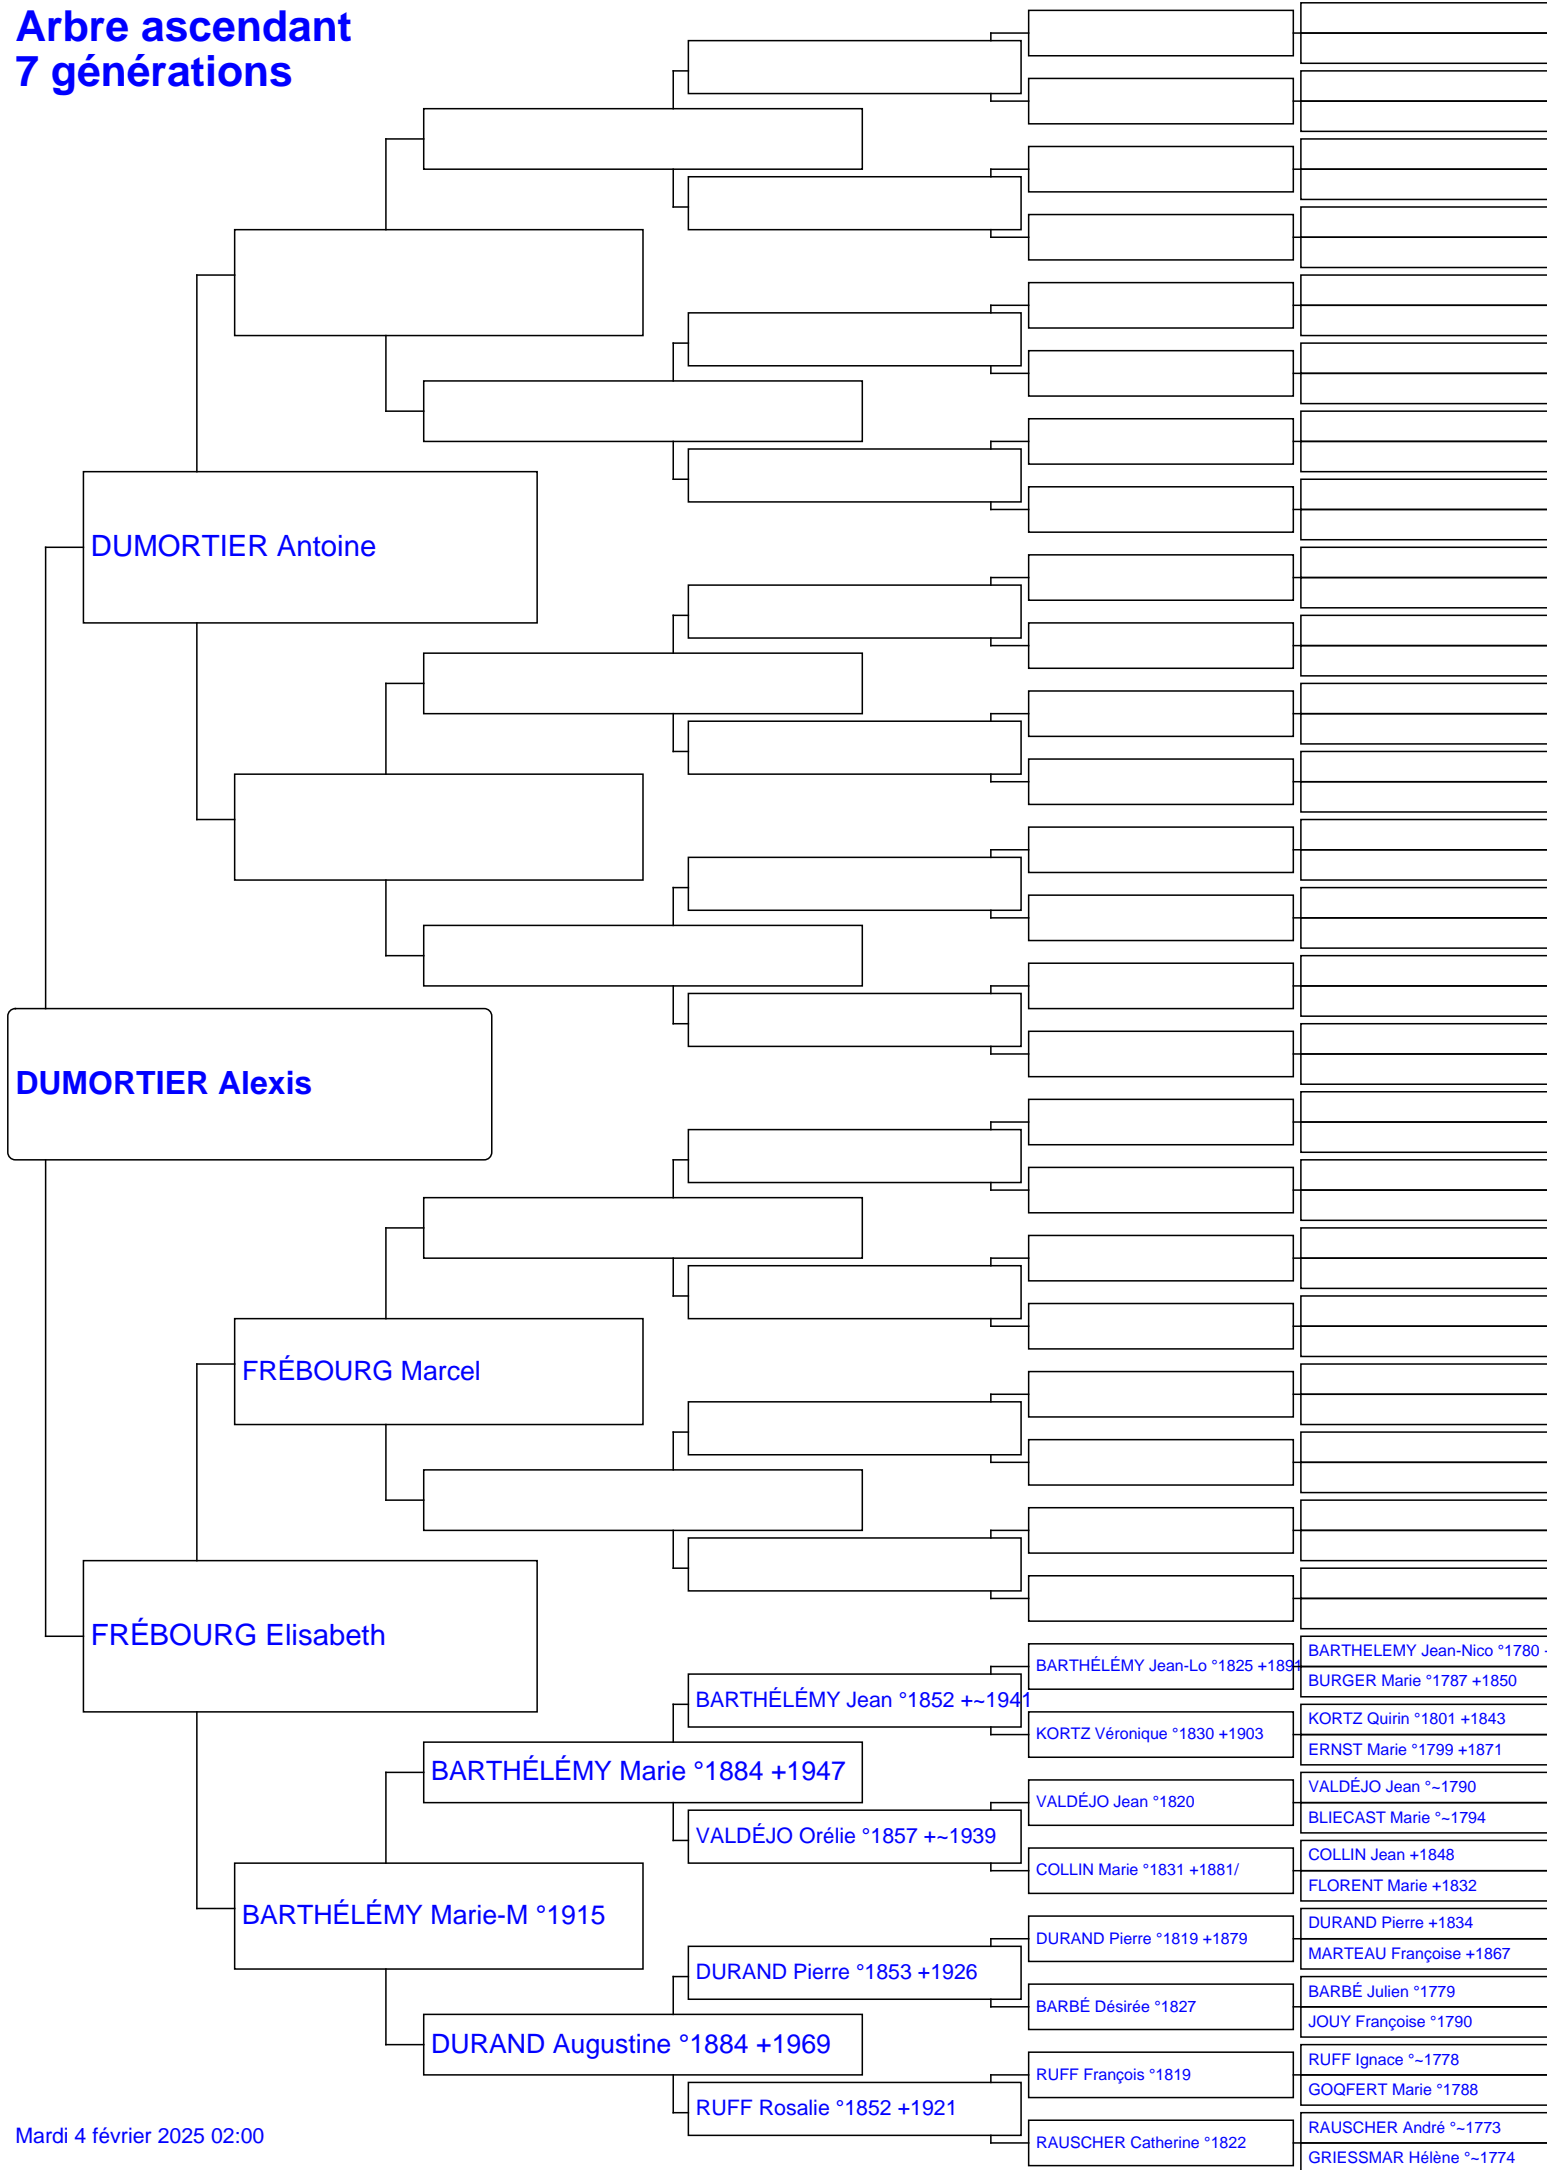 Arbre ascendant
7 générations
DUMORTIER Antoine
DUMORTIER Alexis
FRÉBOURG Marcel
FRÉBOURG Elisabeth
BARTHÉLÉMY Marie-M °1915
BARTHÉLÉMY Marie °1884 +1947
DURAND Augustine °1884 +1969
BARTHÉLÉMY Jean °1852 +~1941
VALDÉJO Orélie °1857 +~1939
DURAND Pierre °1853 +1926
RUFF Rosalie °1852 +1921
BARTHÉLÉMY Jean-Lo °1825 +1891
KORTZ Véronique °1830 +1903
VALDÉJO Jean °1820
COLLIN Marie °1831 +1881/
DURAND Pierre °1819 +1879
BARBÉ Désirée °1827
RUFF François °1819
RAUSCHER Catherine °1822
BARTHELEMY Jean-Nico °1780 -
BURGER Marie °1787 +1850
KORTZ Quirin °1801 +1843
ERNST Marie °1799 +1871
VALDÉJO Jean °~1790
BLIECAST Marie °~1794
COLLIN Jean +1848
FLORENT Marie +1832
DURAND Pierre +1834
MARTEAU Françoise +1867
BARBÉ Julien °1779
JOUY Françoise °1790
RUFF Ignace °~1778
GOQFERT Marie °1788
RAUSCHER André °~1773
GRIESSMAR Hélène °~1774
Mardi 4 février 2025 02:00